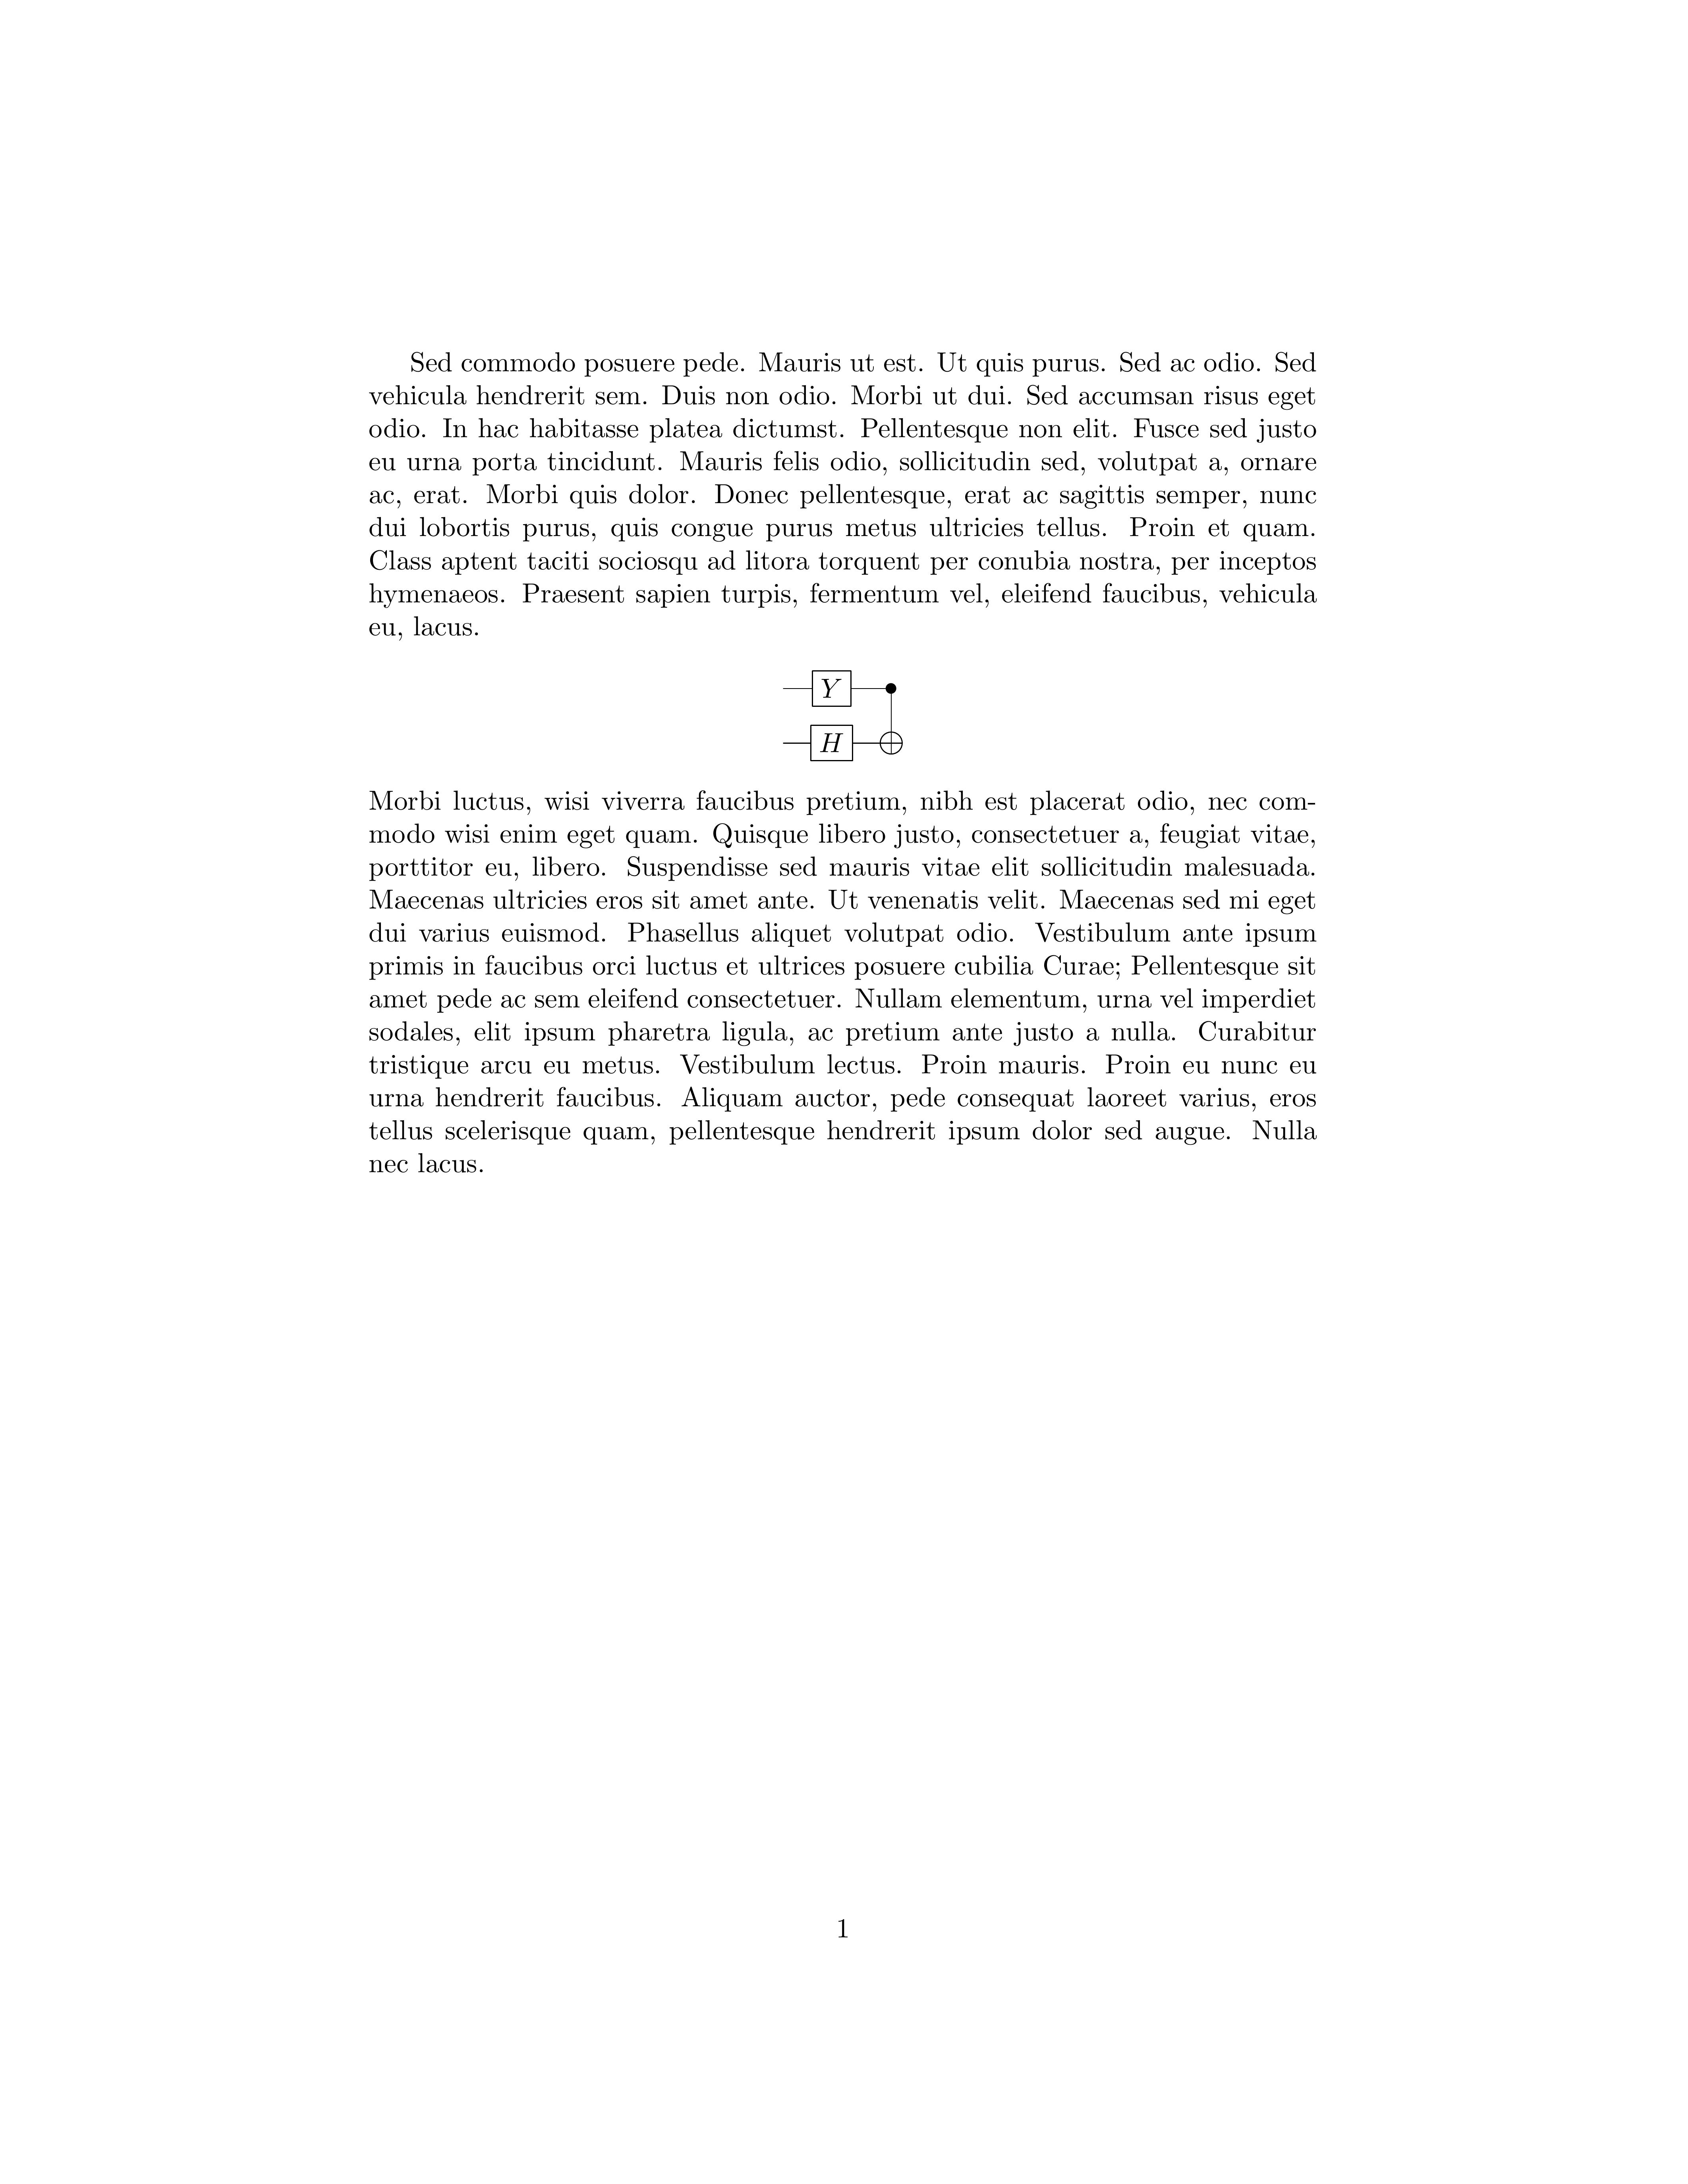 Sed commodo posuere pede. Mauris ut est. Ut quis purus. Sed ac odio. Sed
vehicula hendrerit sem. Duis non odio. Morbi ut dui. Sed accumsan risus eget
odio. In hac habitasse platea dictumst. Pellentesque non elit. Fusce sed justo
eu urna porta tincidunt. Mauris felis odio, sollicitudin sed, volutpat a, ornare
ac, erat. Morbi quis dolor. Donec pellentesque, erat ac sagittis semper, nunc
dui lobortis purus, quis congue purus metus ultricies tellus. Proin et quam.
Class aptent taciti sociosqu ad litora torquent per conubia nostra, per inceptos
hymenaeos. Praesent sapien turpis, fermentum vel, eleifend faucibus, vehicula
eu, lacus.
Y
H
Morbi luctus, wisi viverra faucibus pretium, nibh est placerat odio, nec com-
modo wisi enim eget quam. Quisque libero justo, consectetuer a, feugiat vitae,
porttitor eu, libero. Suspendisse sed mauris vitae elit sollicitudin malesuada.
Maecenas ultricies eros sit amet ante. Ut venenatis velit. Maecenas sed mi eget
dui varius euismod. Phasellus aliquet volutpat odio. Vestibulum ante ipsum
primis in faucibus orci luctus et ultrices posuere cubilia Curae; Pellentesque sit
amet pede ac sem eleifend consectetuer. Nullam elementum, urna vel imperdiet
sodales, elit ipsum pharetra ligula, ac pretium ante justo a nulla. Curabitur
tristique arcu eu metus. Vestibulum lectus. Proin mauris. Proin eu nunc eu
urna hendrerit faucibus. Aliquam auctor, pede consequat laoreet varius, eros
tellus scelerisque quam, pellentesque hendrerit ipsum dolor sed augue. Nulla
nec lacus.
1